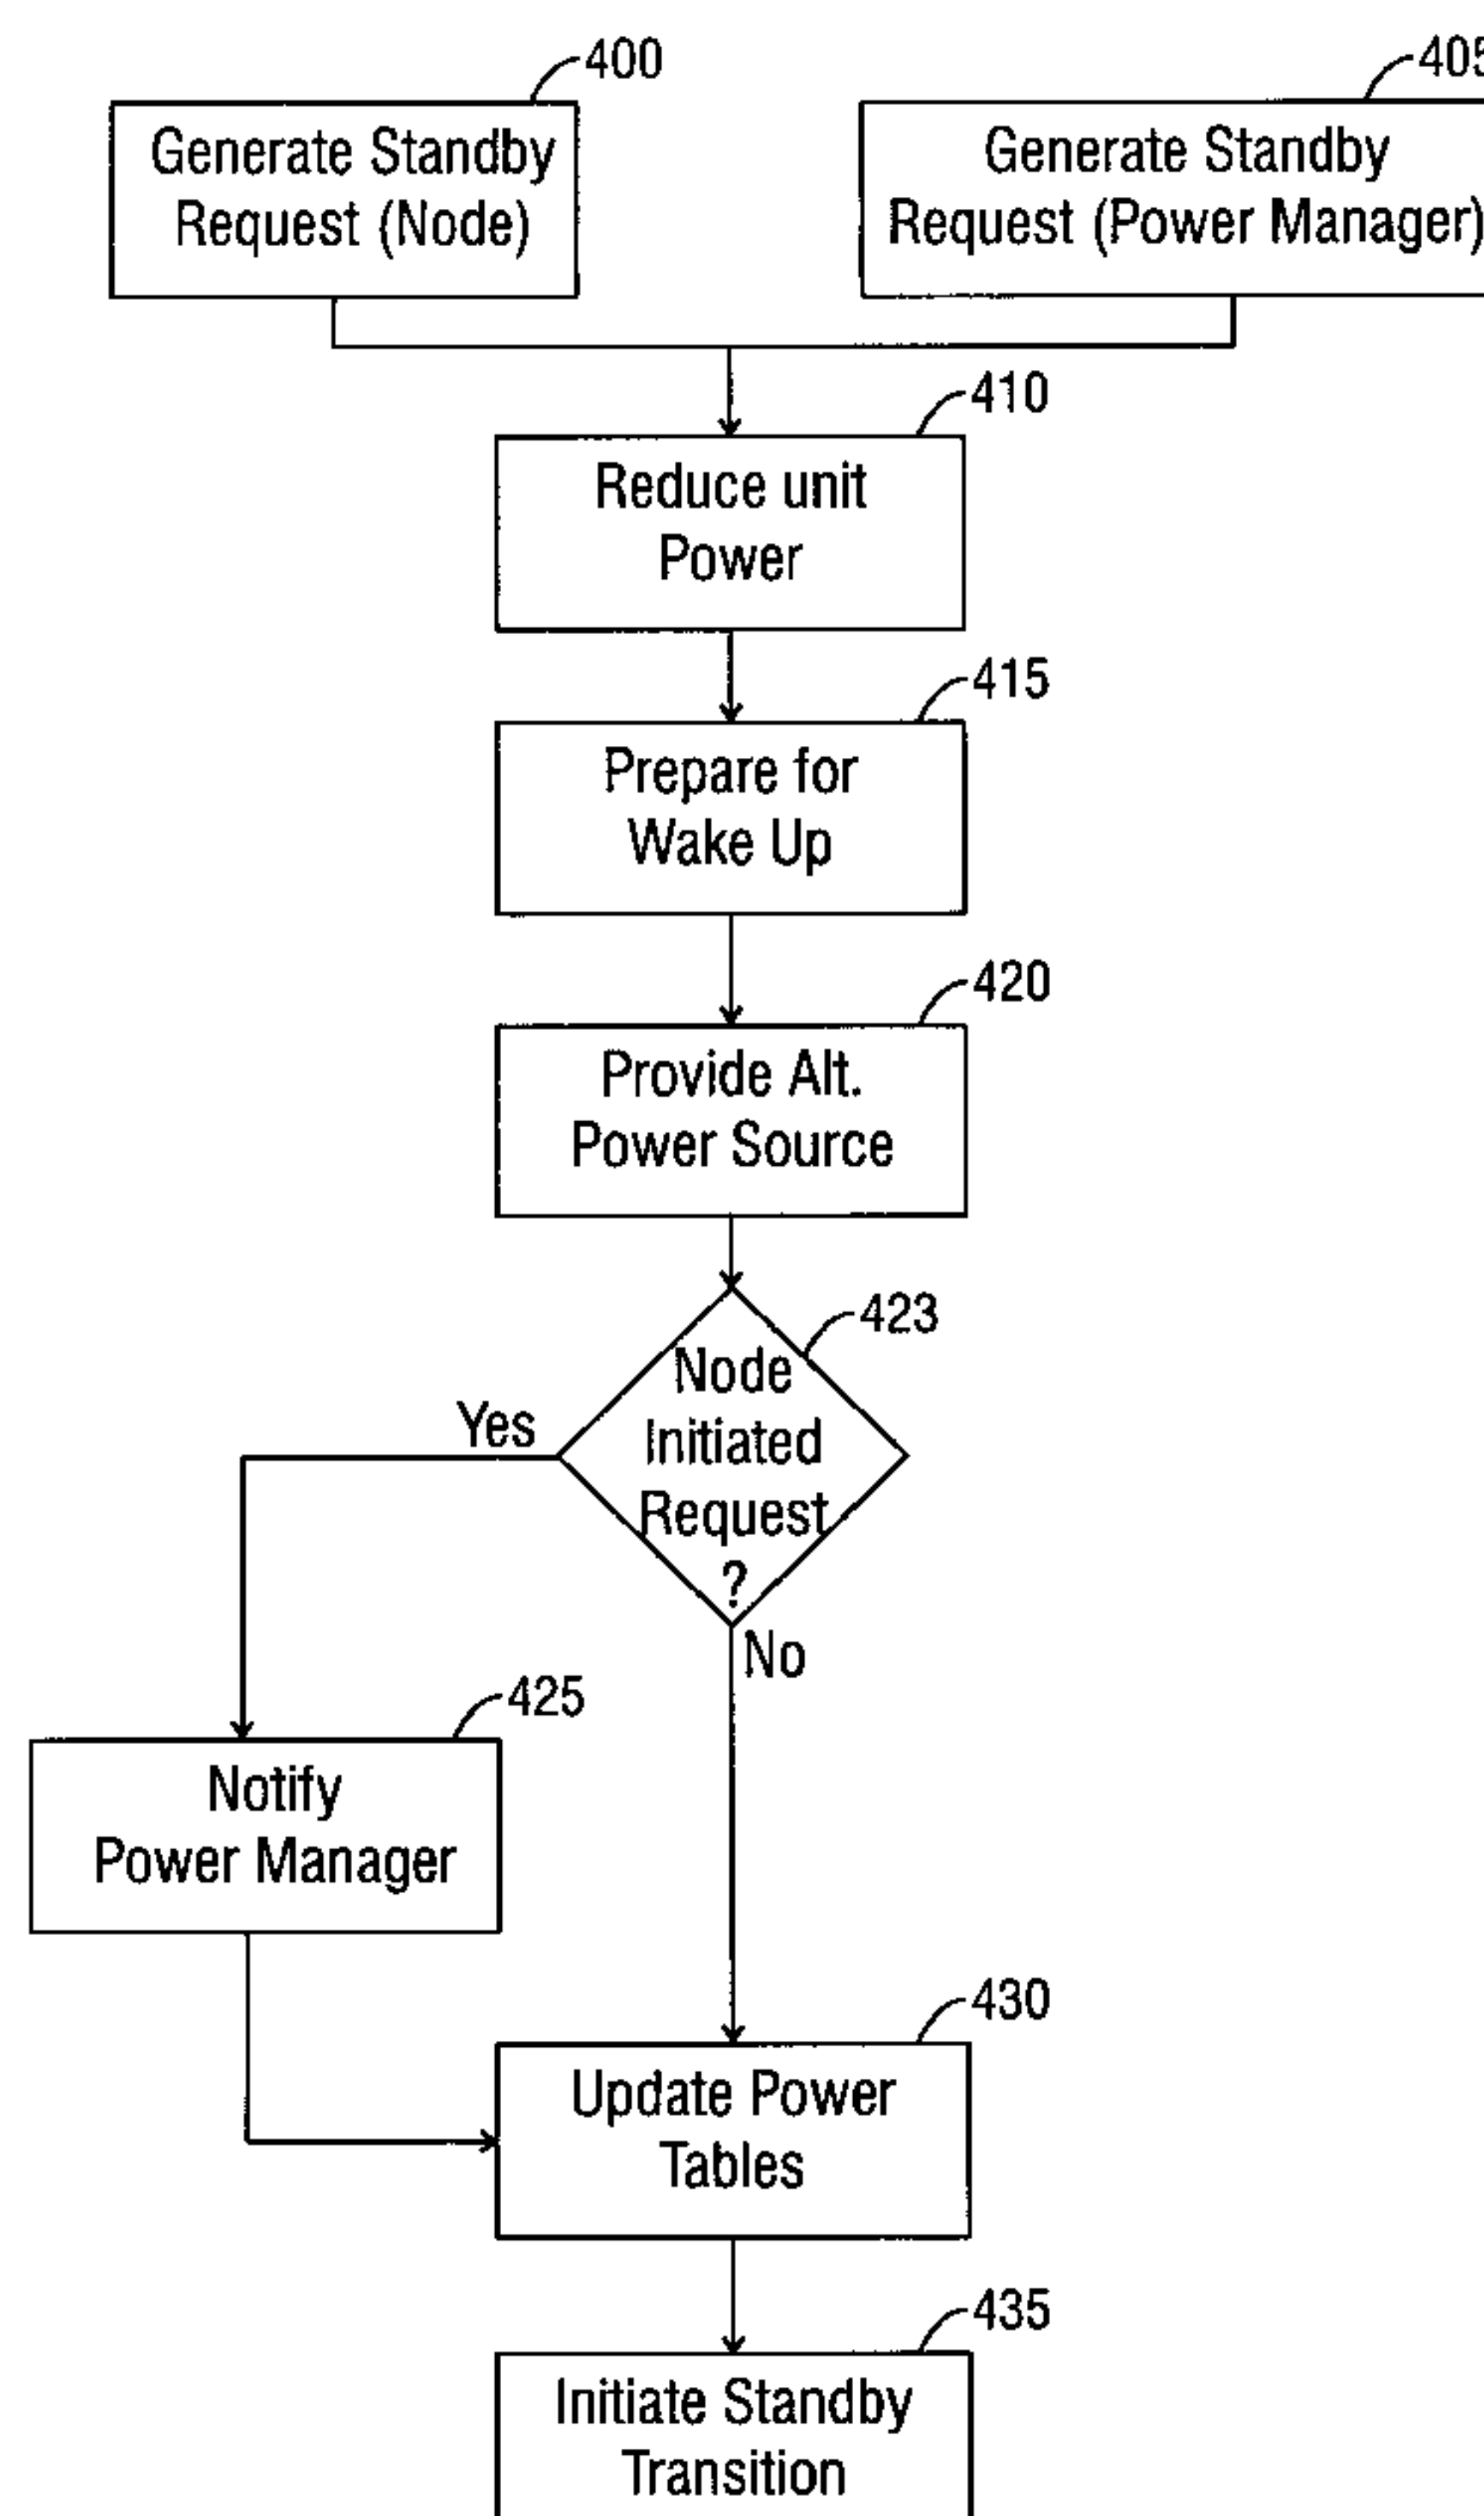 400
Generate Standby
Request (Node)
405
Generate Standby
Request (Power Manager)
410
Reduce unit
Power
415
Prepare for
Wake Up
420
Provide Alt.
Power Source
423
Node
Initiated
Request
?
Yes
No
425
Notify
Power Manager
430
Update Power
Tables
435
Initiate Standby
Transition